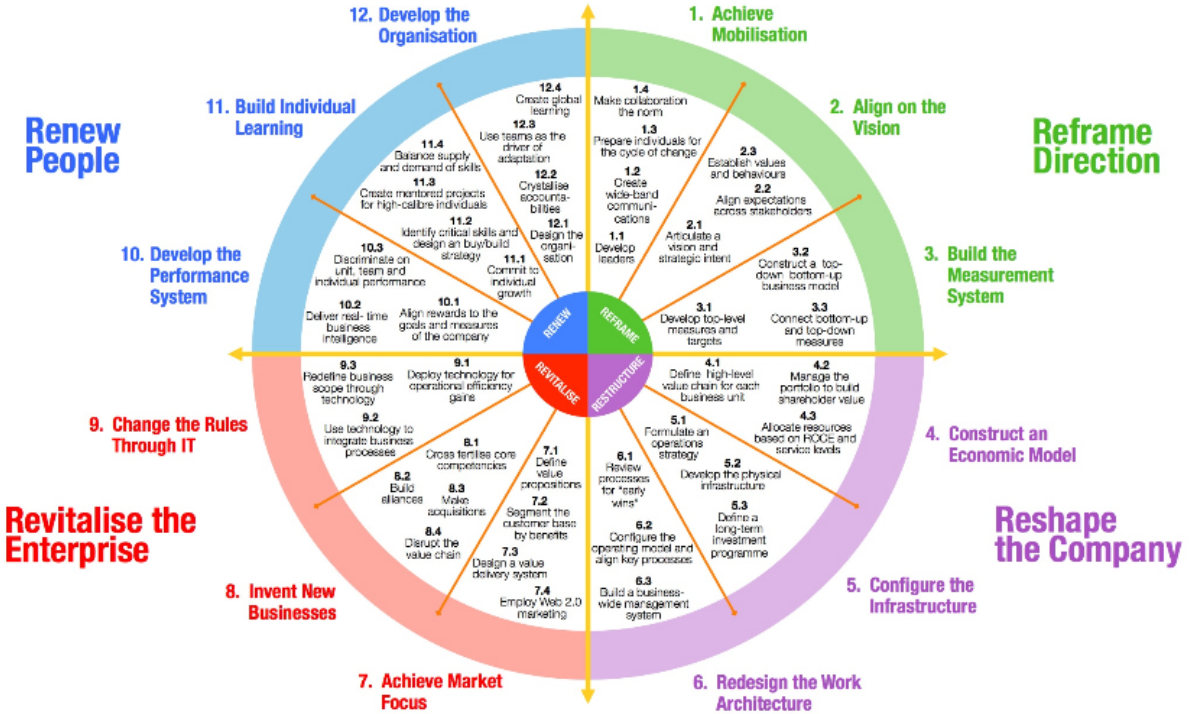 12. Develop the
Organisation
1. Achieve
Mobilisation
11. Build Individual
Learning
2. Align on the
Vision
Renew
People
Reframe
Direction
10. Develop the
Performance
System
3. Build the
Measurement
System
12.4
Create global
learning
12.3
Use teams as the
driver of
adaptation
12.2
Crystalise
accounta-
bilities
12.1
Design the
organi-
sation
1.4
Make collaboration
the norm
1.3
Prepare individuals for
the cycle of change
1.2
Create
wide-band
communi-
cations
1.1
Develop
leaders
11.4
Balance supply
and demand of skills
11.3
Create mentored projects
for high-calibre individuals
11.2
Identify critical skills and
design an buy/build
strategy
11.1
Commit to
individual
growth
2.3
Establish values
and behaviours
2.2
Align expectations
across stakeholders
2.1
Articulate a
vision and
strategic intent
10.3
Discriminate on
unit, team and
individual performance
10.2
Deliver real- time
business
intelligence
10.1
Align rewards to the
goals and measures
of the company
3.2
Construct a top-
down bottom-up
business model
3.1
Develop top-level
measures and
targets
3.3
Connect bottom-up
and top-down
measures
RENEW
REFRAME
REVITALISE
RESTRUCTURE
9.3
Redefine business
scope through
technology
9.1
Deploy technology for
operational efficiency
gains
9.2
Use technology to
integrate business
processes
4.1
Define high-level
value chain for each
business unit
4.2
Manage the
portfolio to build
shareholder value
4.3
Allocate resources
based on ROCE and
service levels
8.1
Cross fertilise core
competencies
8.2
Build
alliances
8.3
Make
acquisitions
8.4
Disrupt the
value chain
5.1
Formulate an
operations
strategy
5.2
Develop the physical
infrastructure
5.3
Define a
long-term
investment
programme
7.1
Define
value
propositions
7.2
Segment the
customer base
by benefits
7.3
Design a value
delivery system
7.4
Employ Web 2.0
marketing
6.1
Review
processes
for "early
wins"
6.2
Configure the
operating model and
align key processes
6.3
Build a business-
wide management
system
9. Change the Rules
Through IT
4. Construct an
Economic Model
Revitalise the
Enterprise
Reshape
the Company
8. Invent New
Businesses
5. Configure the
Infrastructure
7. Achieve Market
Focus
6. Redesign the Work
Architecture